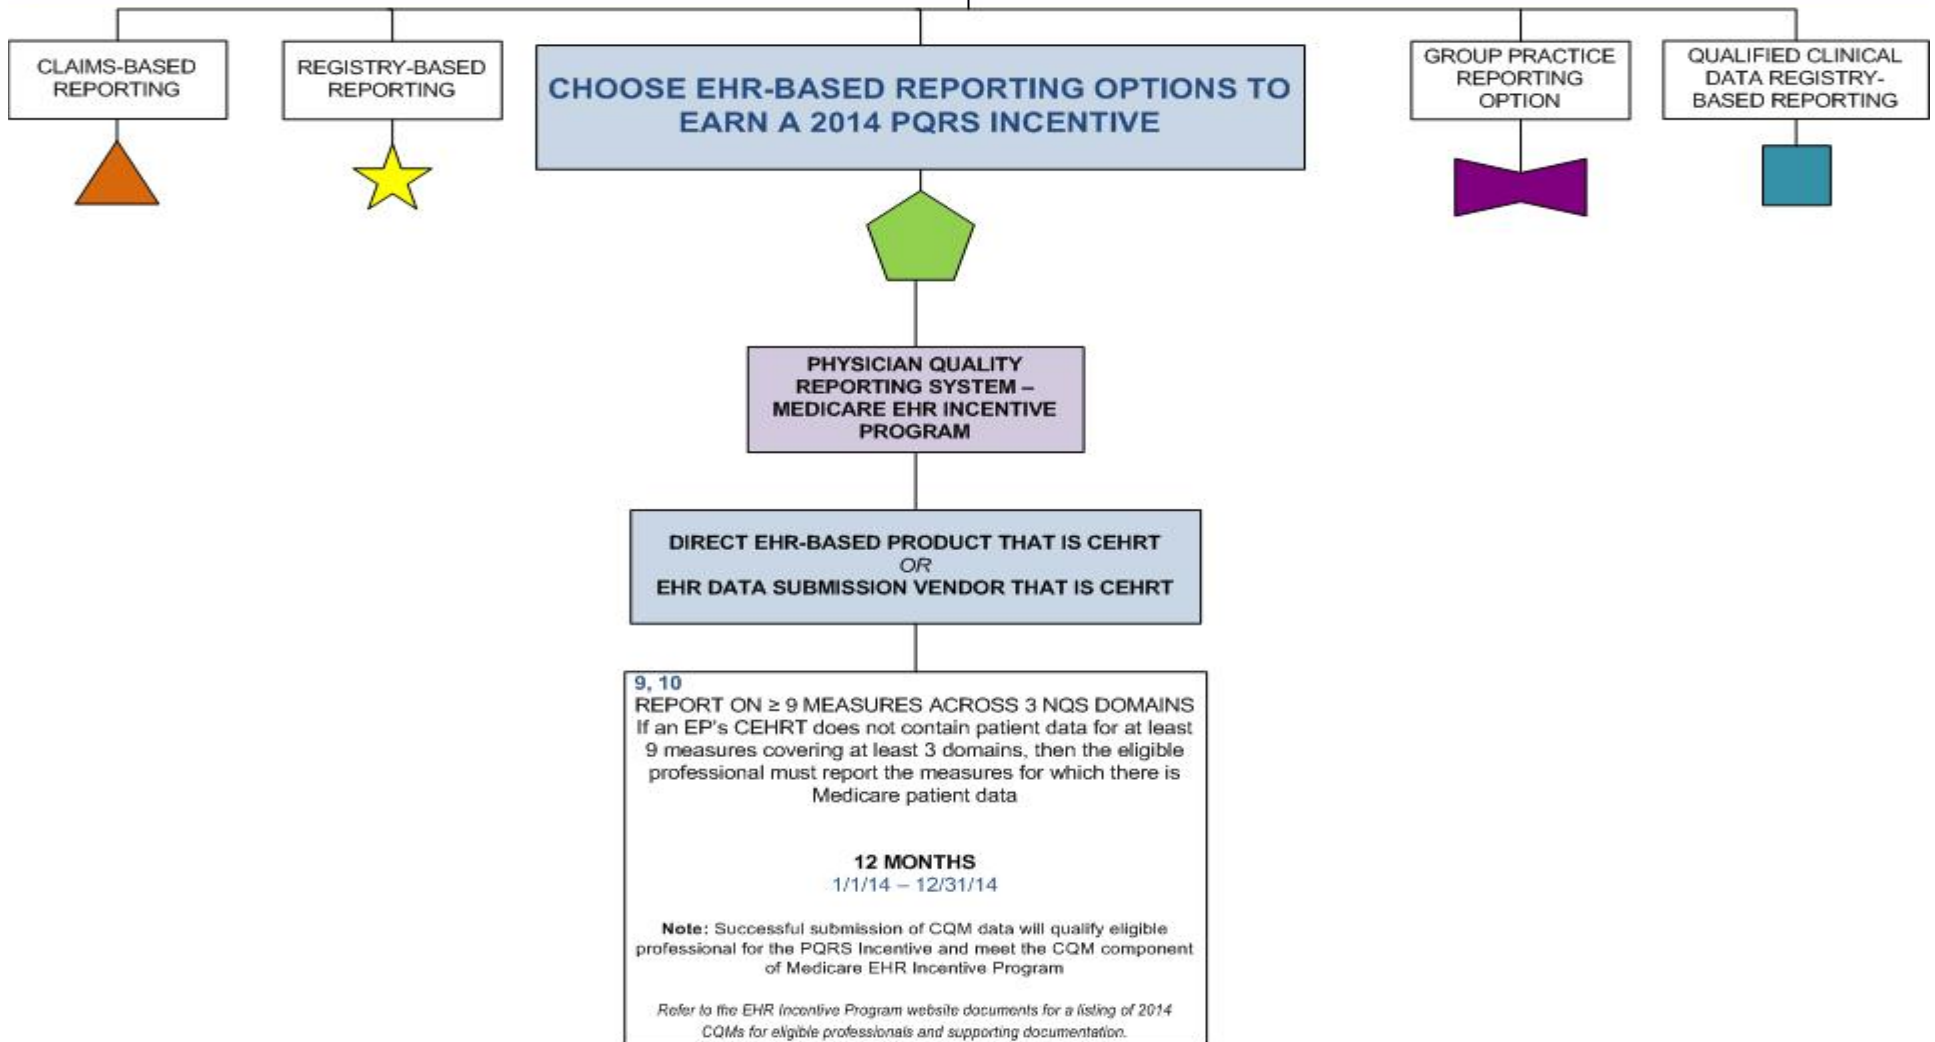 CLAIMS-BASED
REPORTING
REGISTRY-BASED
REPORTING
CHOOSE EHR-BASED REPORTING OPTIONS TO
EARN A 2014 PQRS INCENTIVE
GROUP PRACTICE
REPORTING
OPTION
QUALIFIED CLINICAL
DATA REGISTRY-
BASED REPORTING
PHYSICIAN QUALITY
REPORTING SYSTEM –
MEDICARE EHR INCENTIVE
PROGRAM
DIRECT EHR-BASED PRODUCT THAT IS CEHRT
OR
EHR DATA SUBMISSION VENDOR THAT IS CEHRT
9, 10
REPORT ON ≥ 9 MEASURES ACROSS 3 NQS DOMAINS
If an EP's CEHRT does not contain patient data for at least
9 measures covering at least 3 domains, then the eligible
professional must report the measures for which there is
Medicare patient data
12 MONTHS
1/1/14 – 12/31/14
Note: Successful submission of CQM data will qualify eligible
professional for the PQRS Incentive and meet the CQM component
of Medicare EHR Incentive Program
Refer to the EHR Incentive Program website documents for a listing of 2014
CQMs for eligible professionals and supporting documentation.